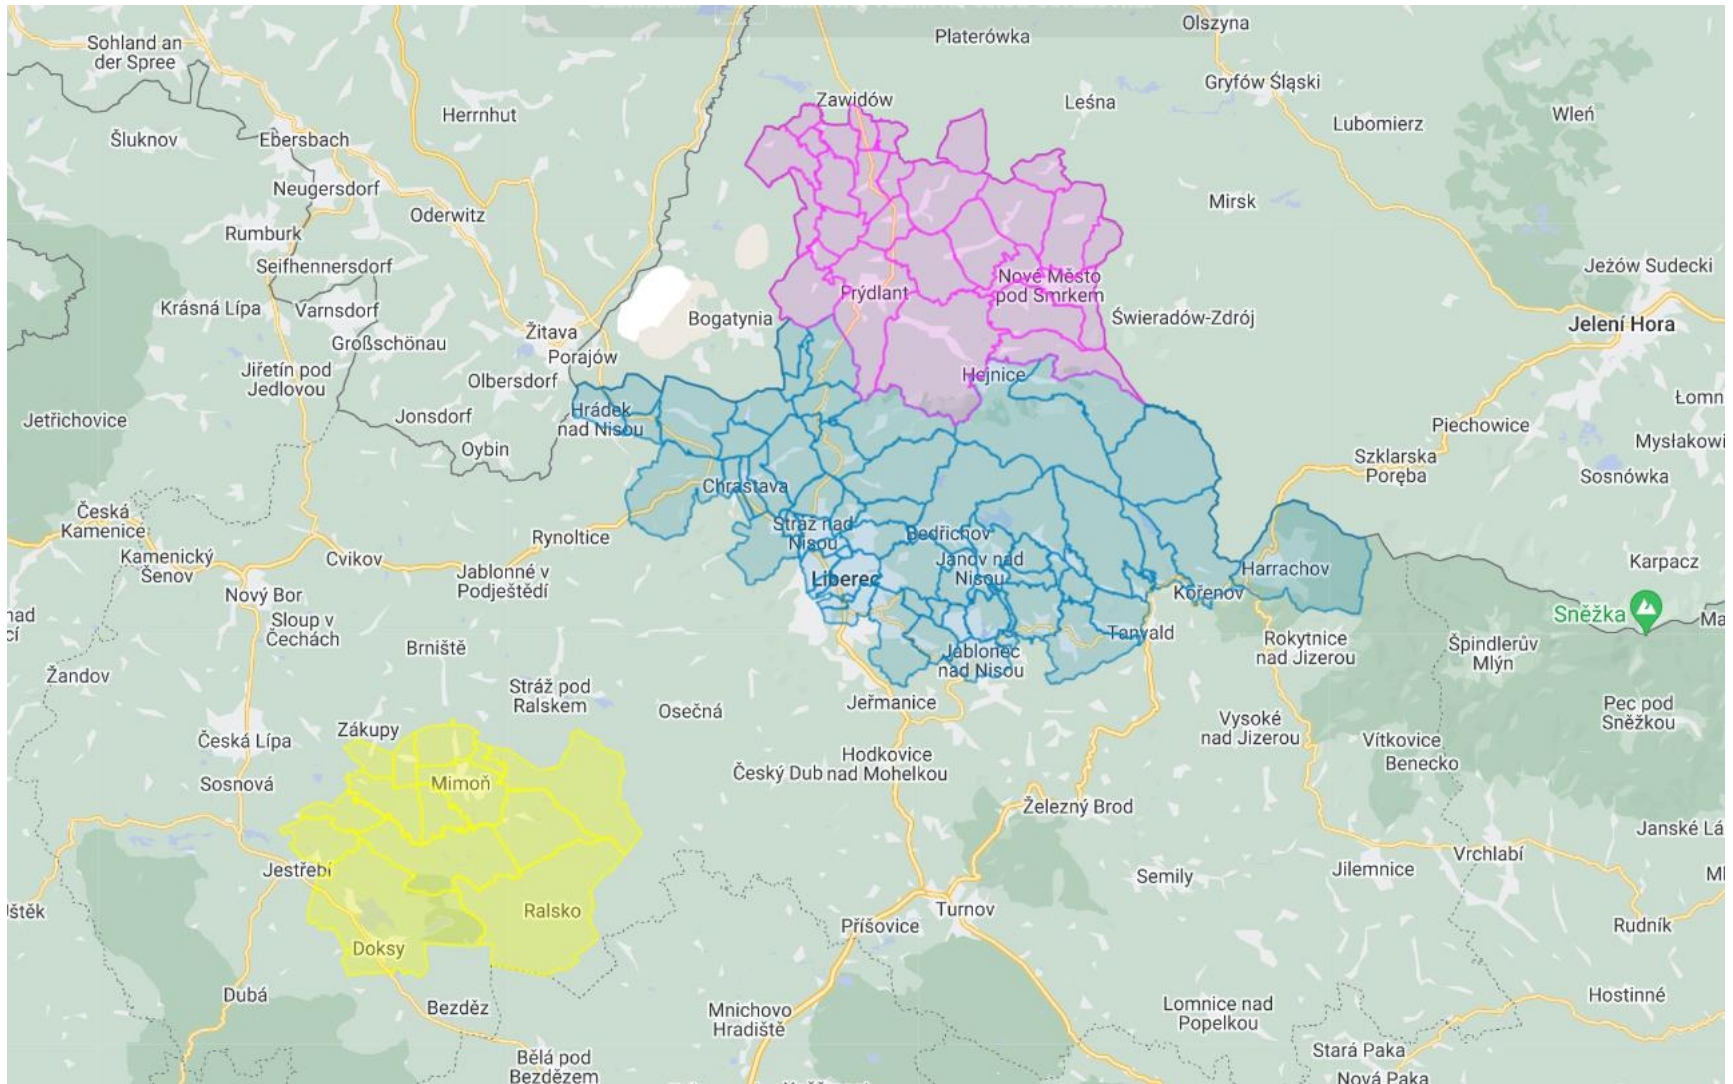 Olszyna
Platerówka
Sohland an
der Spree
Gryfów Śląski
Zawidów
Leśna
Herrnhut
Wleń
Lubomierz
Šluknov
Ebersbach
Neugersdorf
Oderwitz
Mirsk
Rumburk
Seifhennersdorf
Jeżów Sudecki
Krásná Lípa
Varnsdorf
Nové Město
pod Smrkem
Frýdlant
Bogatynia
Świeradów-Zdrój
Jelení Hora
Žitava
Großschönau
Porajów
Jiřetín pod
Jedlovou
Olbersdorf
Hejnice
Łomn
Jetřichovice
Jonsdorf
Hrádek
nad Nisou
Piechowice
Mysłakowi
Oybin
Szklarska
Poręba
Sosnówka
Chrastava
Česká
Kamenice
Stráž nad
Nisou
Bedřichov
Rynoltice
Kamenický
Šenov
Cvikov
Janov nad
Nisou
Karpacz
Jablonné v
Podještědí
Liberec
Harrachov
Nový Bor
Kořenov
nad
cí
Sloup v
Čechách
Sněžka
Ma
Tanvald
Rokytnice
nad Jizerou
Špindlerův
Mlýn
Brniště
Jablonec
nad Nisou
Žandov
Stráž pod
Ralskem
Osečná
Jeřmanice
Pec pod
Sněžkou
Vysoké
nad Jizerou
Zákupy
Česká Lípa
Vítkovice
Benecko
Hodkovice
nad Mohelkou
Český Dub
Sosnová
Mimoň
Železný Brod
Janské Lá
Vrchlabí
Jestřebí
Semily
Jilemnice
Ml
Ralsko
Turnov
Úštěk
Příšovice
Rudník
Doksy
Dubá
Bezděz
Hostinné
Mnichovo
Hradiště
Lomnice nad
Popelkou
Bělá pod
Bezdězem
Stará Paka
Nová Paka